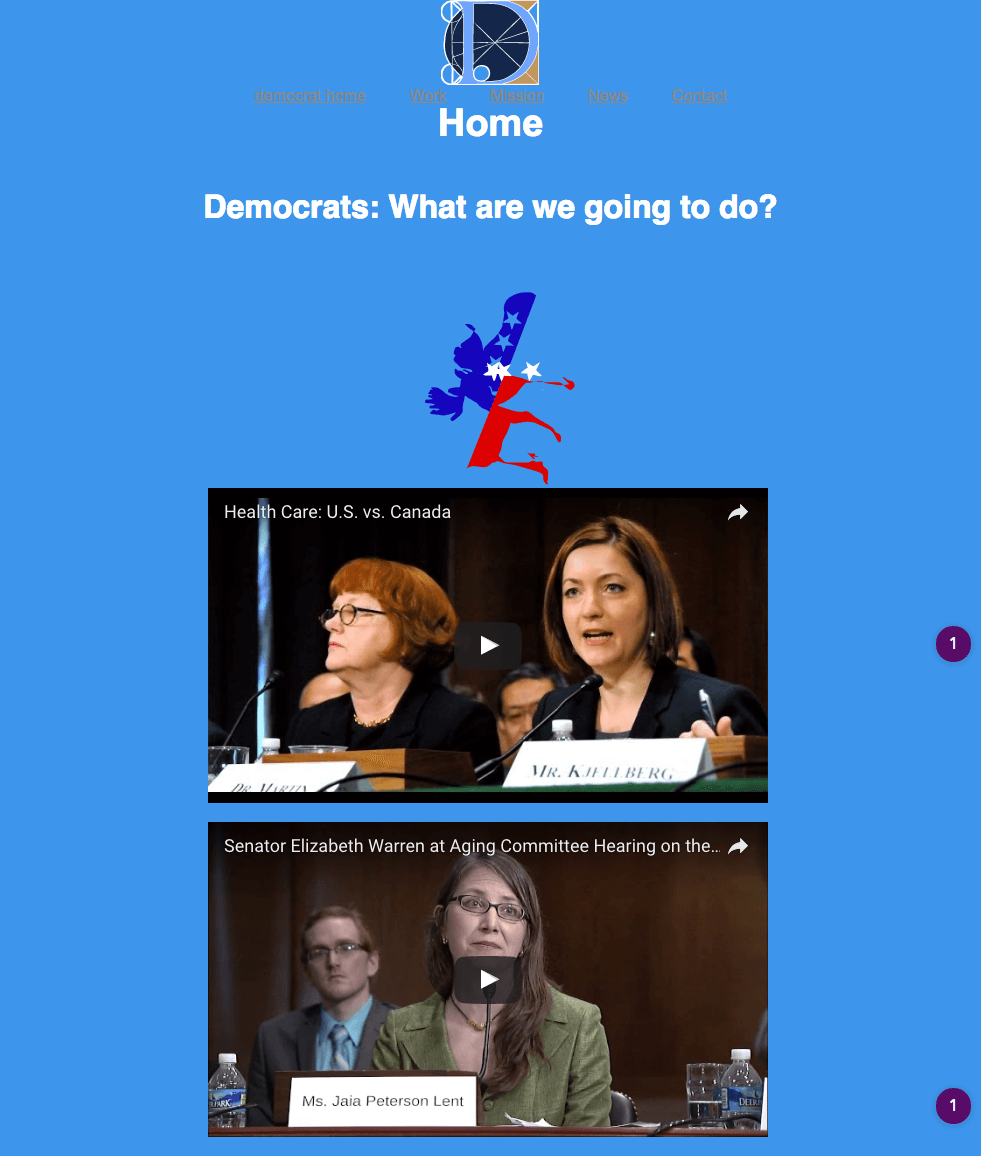 democrat home Work Mission News Contact
Home
Democrats: What are we going to do?
Health Care: U.S. vs. Canada
1
MR. KJELLBERG
DR. MARTIN
Senator Elizabeth Warren at Aging Committee Hearing on the...
Ms. Jaia Peterson Lent
1